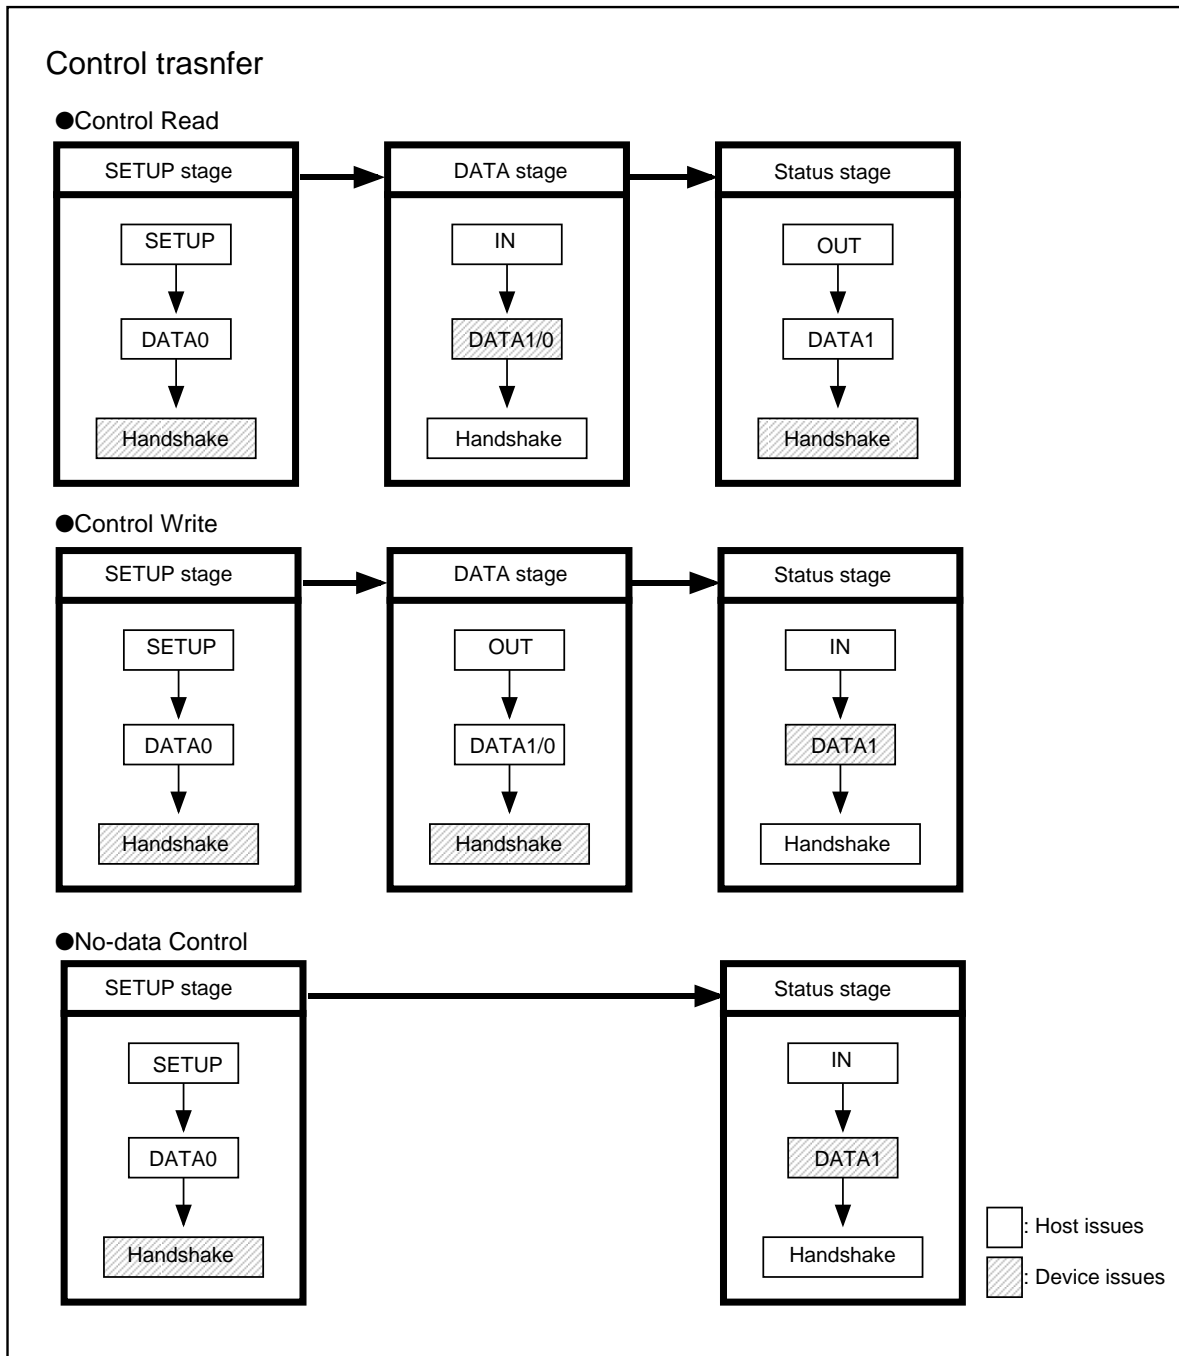 Control trasnfer
●Control Read
SETUP stage
DATA stage
Status stage
SETUP
IN
OUT
DATA0
DATA1/0
DATA1
Handshake
Handshake
Handshake
●Control Write
SETUP stage
DATA stage
Status stage
SETUP
OUT
IN
DATA0
DATA1/0
DATA1
Handshake
Handshake
Handshake
●No-data Control
SETUP stage
Status stage
SETUP
IN
DATA0
DATA1
Handshake
Handshake
: Host issues
: Device issues